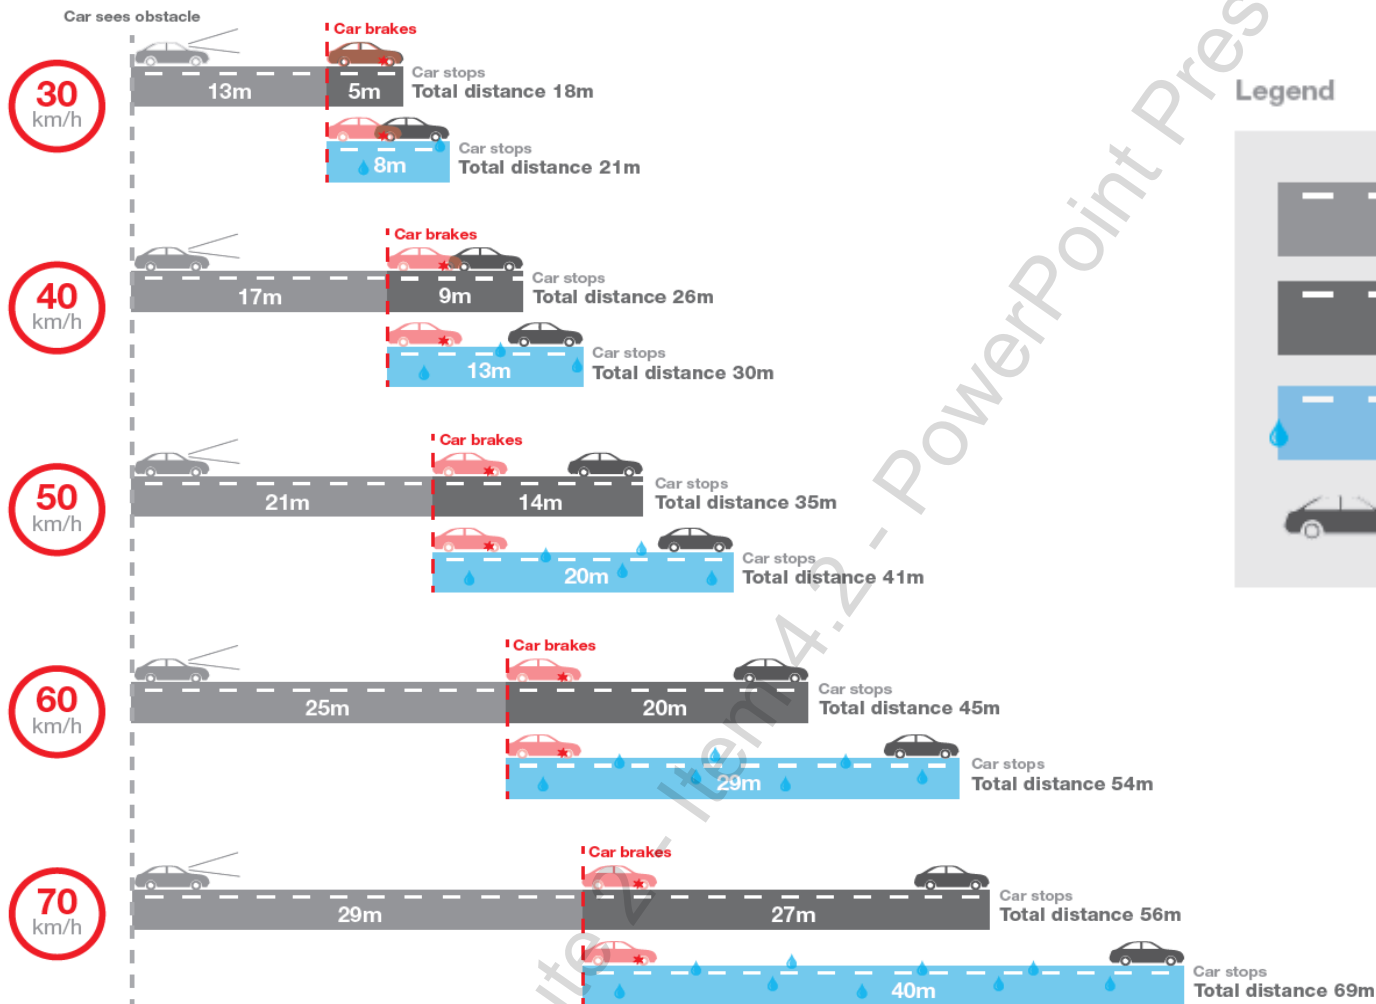 Car sees obstacle
Car brakes
30
km/h
13m
5m
Car stops
Total distance 18m
8m
Car stops
Total distance 21m
Car brakes
40
km/h
17m
9m
Car stops
Total distance 26m
13m
Car stops
Total distance 30m
Car brakes
50
km/h
21m
14m
Car stops
Total distance 35m
20m
Car stops
Total distance 41m
Car brakes
60
km/h
25m
20m
Car stops
Total distance 45m
29m
Car stops
Total distance 54m
Car brakes
70
km/h
29m
27m
Car stops
Total distance 56m
40m
Car stops
Total distance 69m
Legend
2 - Item4.2 - PowerPoint Pres